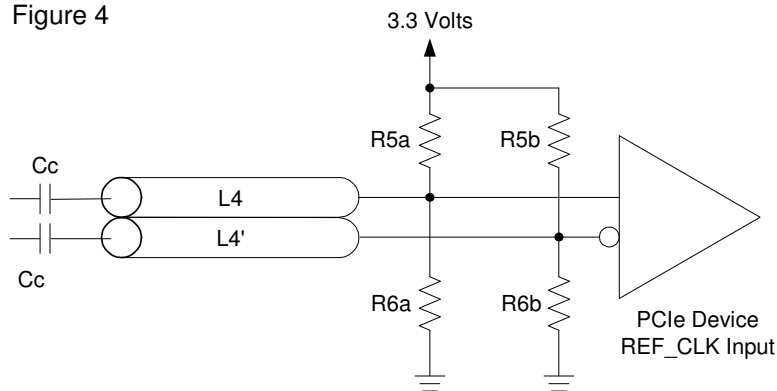 Figure 4
3.3 Volts
R5a
R5b
Cc
L4
L4'
Cc
R6a
R6b
PCIe Device
REF_CLK Input